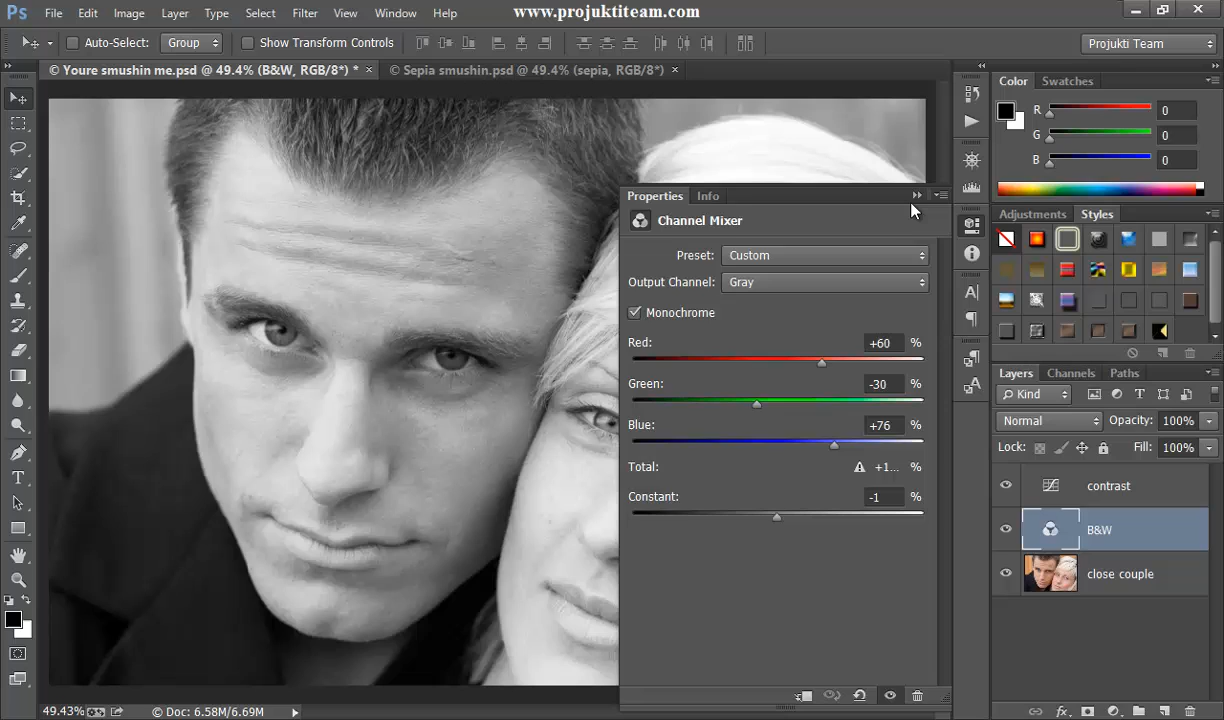 Ps File Edit Image Layer Type Select Filter View Window Help www.projuktiteam.com
Auto-Select: Group Show Transform Controls Projukti Team
© Youre smushin me.psd @ 49.4% (B&W, RGB/8*) * × © Sepia smushin.psd @ 49.4% (sepia, RGB/8*) ×
Color Swatches
R 0
G 0
B 0
Properties Info
Channel Mixer
Preset: Custom
Output Channel: Gray
Monochrome
Red: +60 %
Green: -30 %
Blue: +76 %
Total: +1... %
Constant: -1 %
Adjustments Styles
Layers Channels Paths
Kind
Normal Opacity: 100%
Lock: Fill: 100%
contrast
B&W
close couple
49.43% © Doc: 6.58M/6.69M